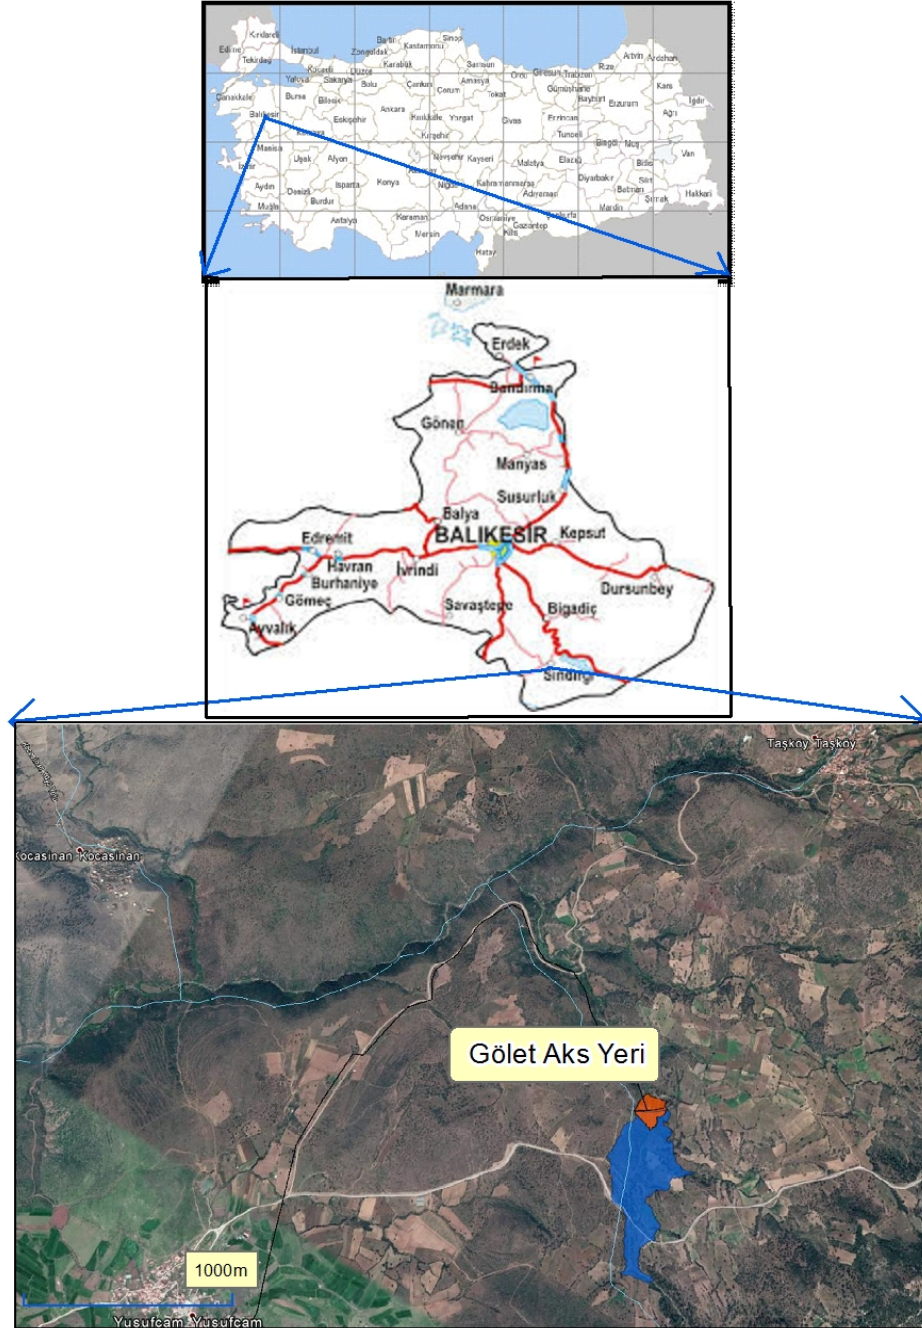 Kırklareli
Edirne
Tekirdağ
İstanbul
Kocaeli
Yalova
Sakarya
Düzce
Zonguldak
Bartın
Karabük
Kastamonu
Sinop
Samsun
Ordu
Giresun
Trabzon
Rize
Artvin
Ardahan
Kars
Iğdır
Ağrı
Çanakkale
Bursa
Bilecik
Bolu
Çankırı
Çorum
Amasya
Tokat
Gümüşhane
Bayburt
Erzurum
Balıkesir
Eskişehir
Ankara
Kırıkkale
Yozgat
Sivas
Erzincan
Tunceli
Kırşehir
Manisa
Uşak
Afyon
Nevşehir
Kayseri
Malatya
Elazığ
Bingöl
Muş
Bitlis
Van
İzmir
Aydın
Denizli
Isparta
Burdur
Konya
Niğde
Kahramanmaraş
Adıyaman
Diyarbakır
Batman
Siirt
Şırnak
Hakkari
Muğla
Antalya
Karaman
Mersin
Adana
Osmaniye
Gaziantep
Kilis
Mardin
Hatay
Marmara
Erdek
Bandırma
Gönen
Manyas
Susurluk
Balya
BALIKESİR
Kepsut
Edremit
Havran
İvrindi
Burhaniye
Gömeç
Ayvalık
Savaştepe
Bigadiç
Dursunbey
Sındırgı
Taşköy Taşköy
Kocasinan Kocasinan
Gölet Aks Yeri
1000m
Yusufçam Yusufçam